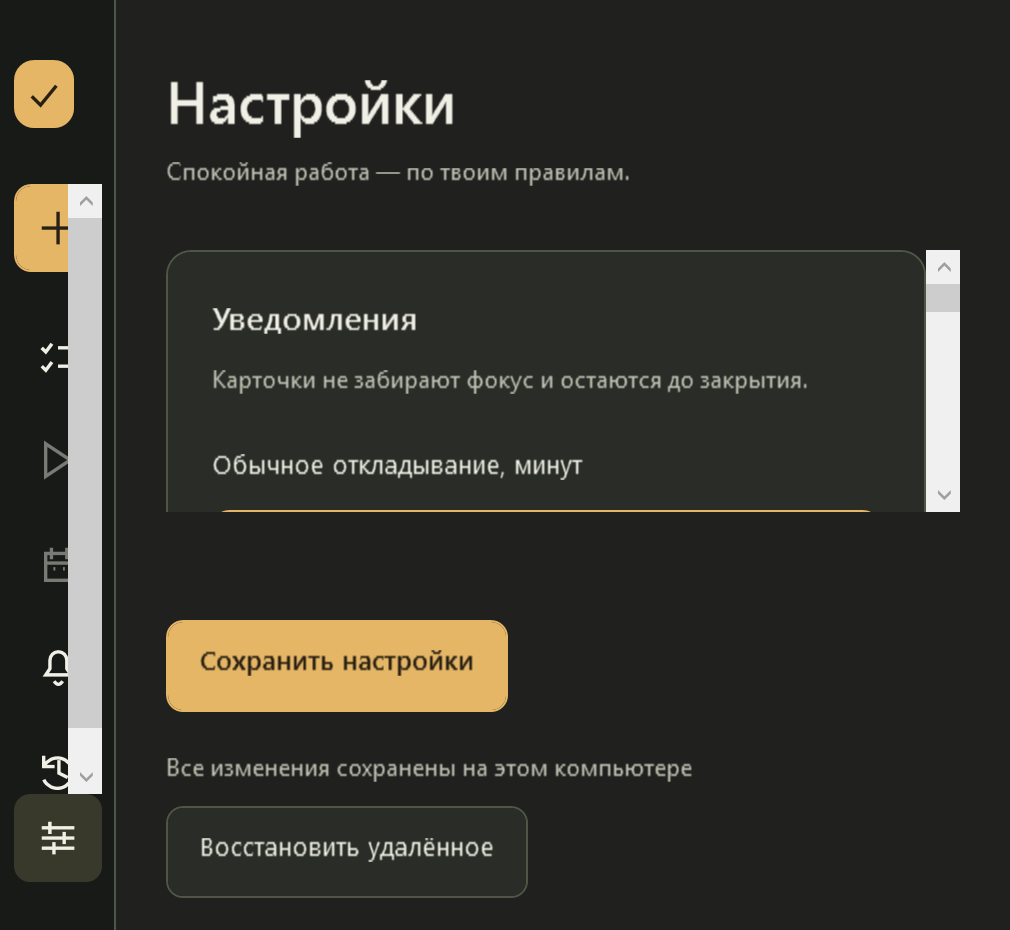 Настройки
Спокойная работа — по твоим правилам.
Уведомления
Карточки не забирают фокус и остаются до закрытия.
Обычное откладывание, минут
Сохранить настройки
Все изменения сохранены на этом компьютере
Восстановить удалённое